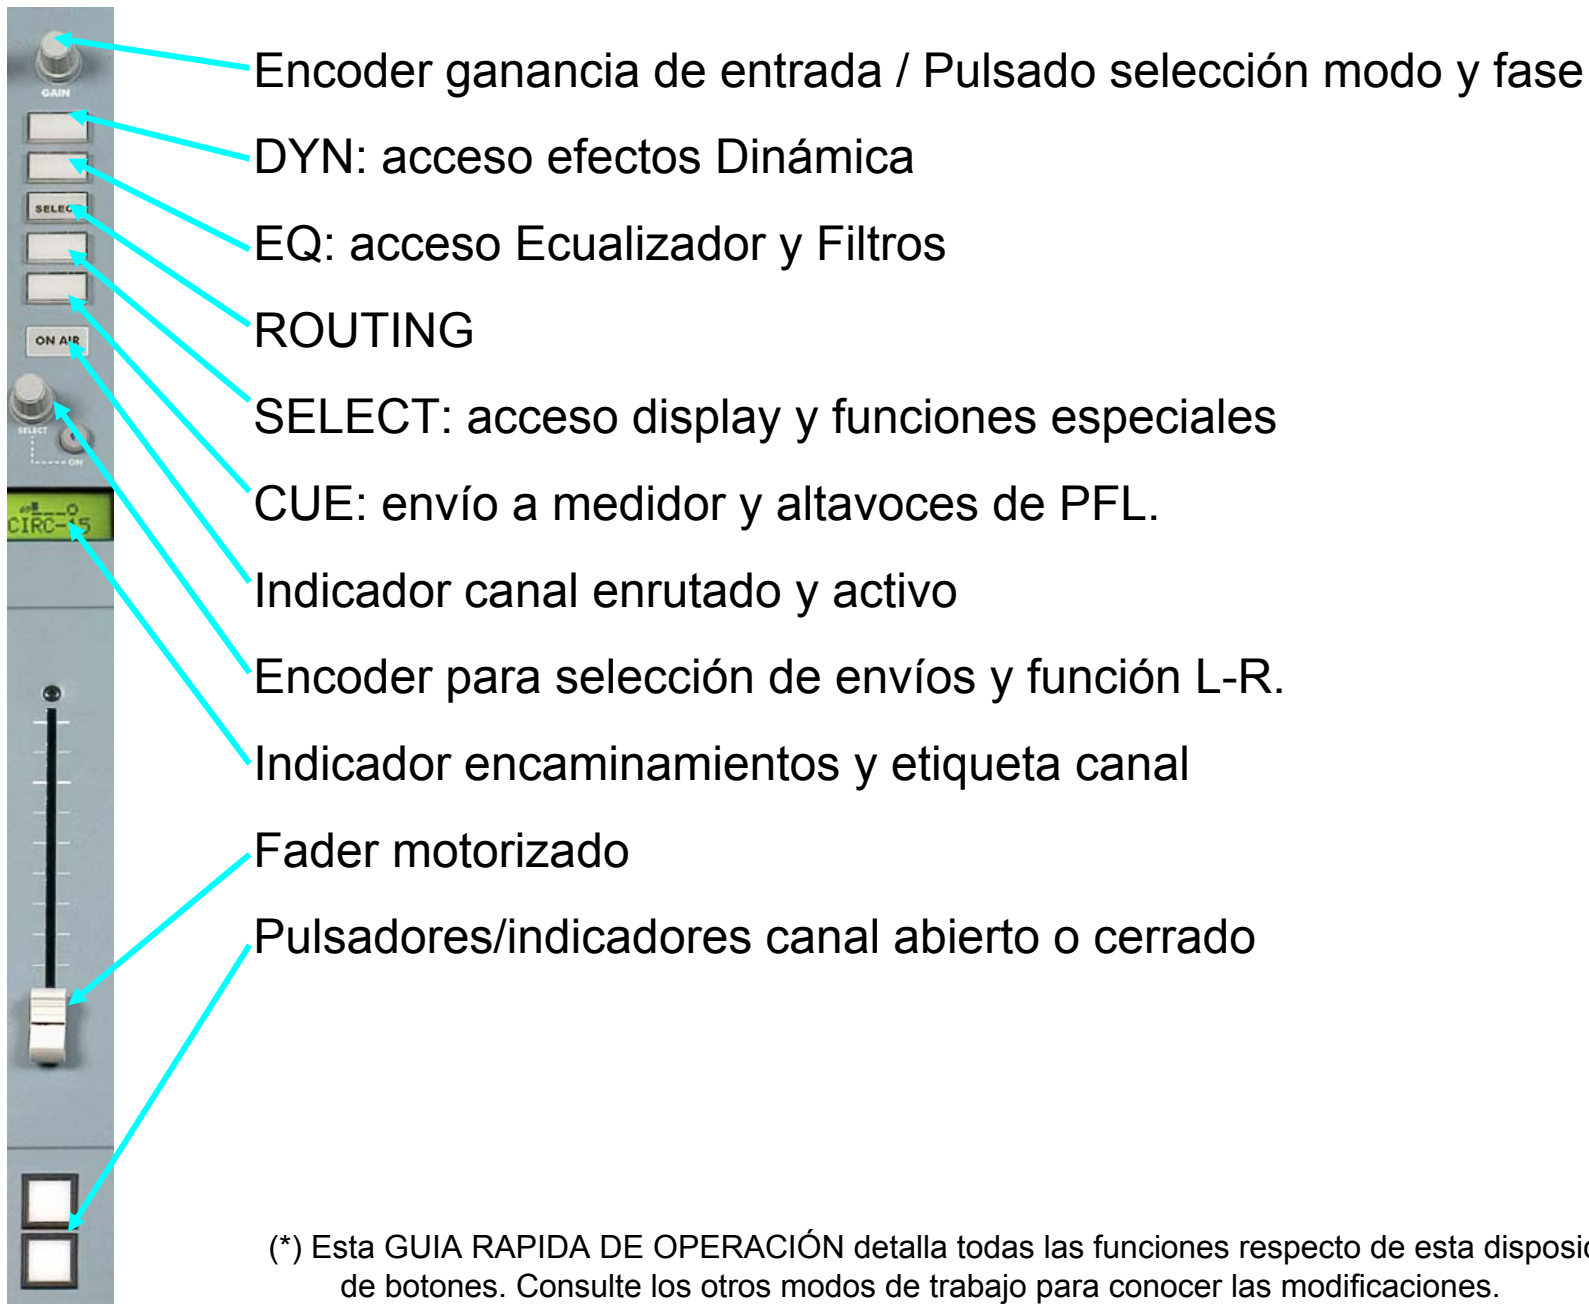 Encoder ganancia de entrada / Pulsado selección modo y fase
GAIN
DYN: acceso efectos Dinámica
EQ: acceso Ecualizador y Filtros
SELECT
ROUTING
ON AIR
SELECT: acceso display y funciones especiales
SELECT
ON
CUE: envío a medidor y altavoces de PFL.
CIRC-15
Indicador canal enrutado y activo
Encoder para selección de envíos y función L-R.
Indicador encaminamientos y etiqueta canal
Fader motorizado
Pulsadores/indicadores canal abierto o cerrado
(*) Esta GUIA RAPIDA DE OPERACIÓN detalla todas las funciones respecto de esta
de botones. Consulte los otros modos de trabajo para conocer las modificaciones.